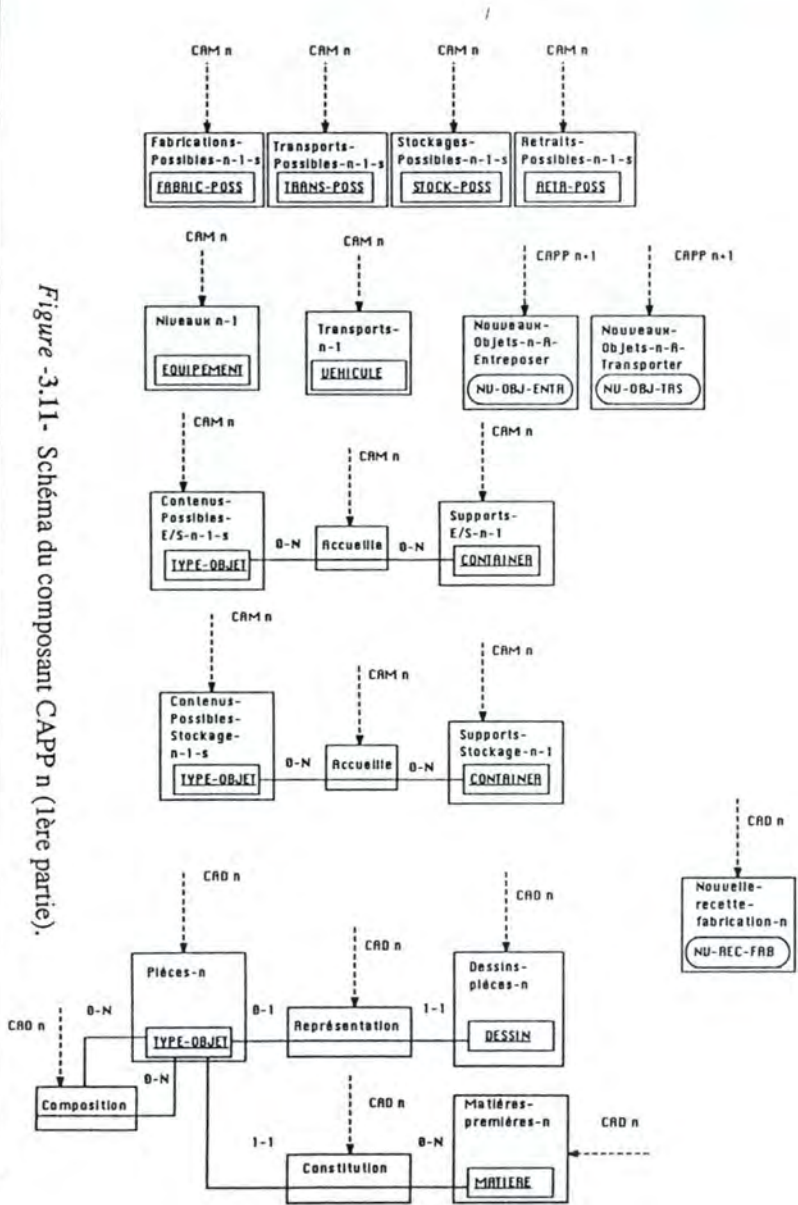 CAM n
CAM n
CAM n
CAM n
Fabrications-
Possibles-n-1-s
FABRIC-POSS
Transports-
Possibles-n-1-s
TRANS-POSS
Stockages-
Possibles-n-1-s
STOCK-POSS
Retraits-
Possibles-n-1-s
RETR-POSS
CAM n
CAM n
CAPP n+1
CAPP n+1
Niveaux n-1
EQUIPEMENT
Transports-
n-1
VEHICULE
Nouveaux-
Objets-n-A-
Entreposer
NU-OBJ-ENTR
Nouveaux-
Objets-n-A-
Transporter
NU-OBJ-TRS
CAM n
CAM n
CAM n
Contenus-
Possibles-
E/S-n-1-s
TYPE-OBJET
0-N
Accueille
0-N
Supports-
E/S-n-1
CONTAINER
CAM n
CAM n
CAM n
Contenus-
Possibles-
Stockage-
n-1-s
TYPE-OBJET
0-N
Accueille
0-N
Supports-
Stockage-n-1
CONTAINER
CAD n
Nouvelle-
recette-
fabrication-n
NU-REC-FAB
CAD n
CAD n
CAD n
Pièces-n
TYPE-OBJET
0-1
Représentation
1-1
Dessins-
pièces-n
DESSIN
CAD n
0-N
0-N
Composition
CAD n
1-1
Constitution
0-N
Matières-
premières-n
MATIERE
CAD n
Figure -3.11- Schéma du composant CAPP n (1ère partie).